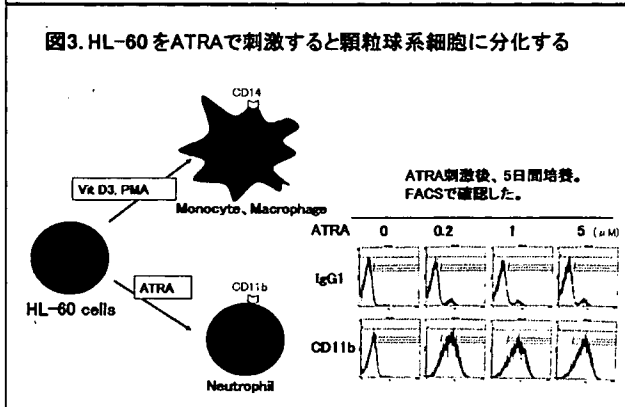 図3. HL-60をATRAで刺激すると顆粒球系細胞に分化する
CD14
Vit D3, PMA
Monocyte、Macrophage
HL-60 cells
ATRA
CD11b
Neutrophil
ATRA刺激後、5日間培養。
FACSで確認した。
ATRA 0 0.2 1 5 (μM)
IgG1
CD11b